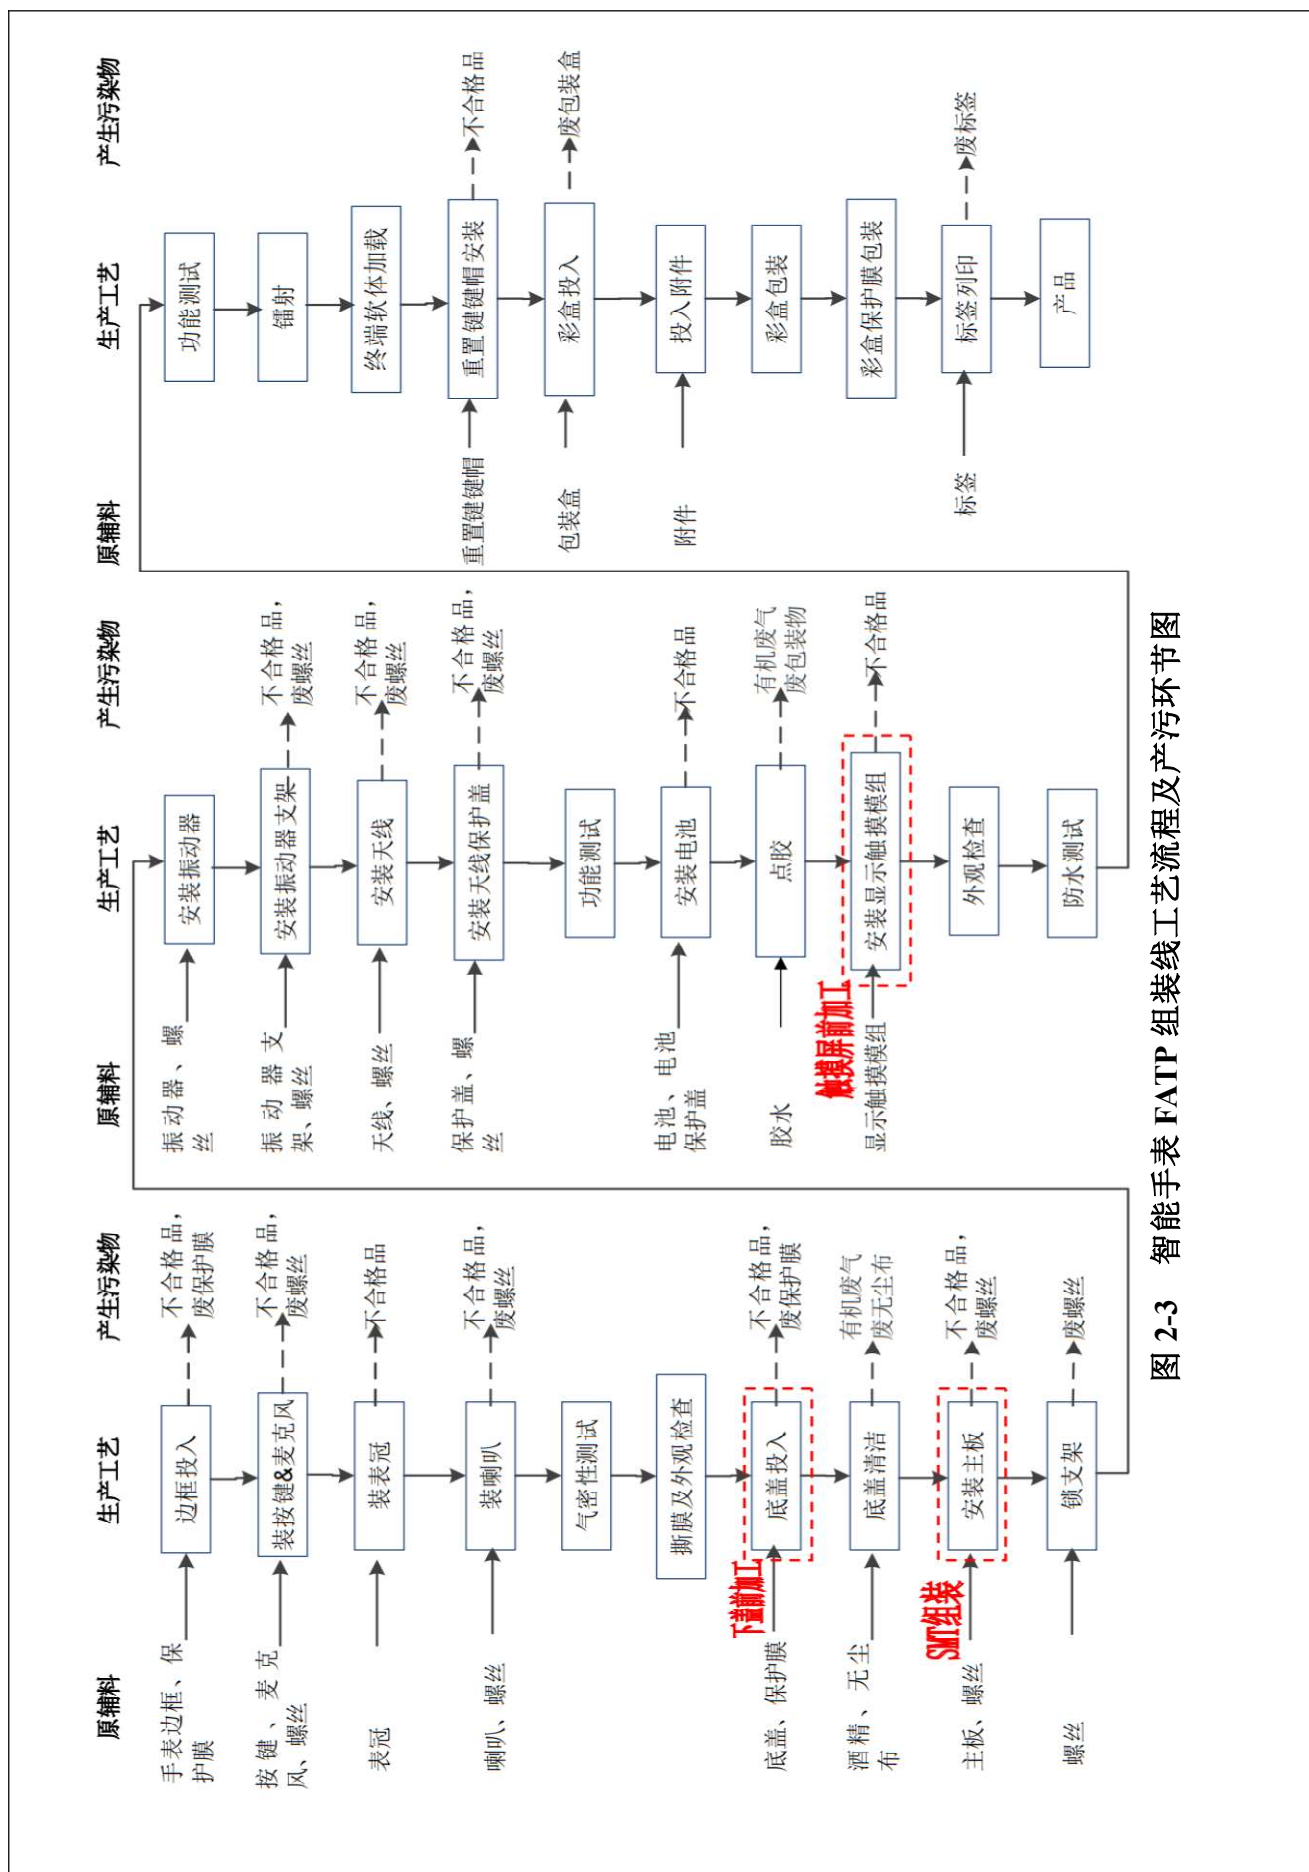 原辅料
生产工艺
产生污染物
手表边框、保
护膜
边框投入
不合格品，
废保护膜
按键、麦克
风、螺丝
装按键&麦克风
不合格品，
废螺丝
表冠
装表冠
不合格品
喇叭、螺丝
装喇叭
不合格品，
废螺丝
气密性测试
撕膜及外观检查
下盖前加工
底盖、保护膜
底盖投入
不合格品，
废保护膜
酒精、无尘
布
底盖清洁
有机废气
废无尘布
SMT组装
主板、螺丝
安装主板
不合格品，
废螺丝
螺丝
锁支架
废螺丝
原辅料
生产工艺
产生污染物
振动器、螺
丝
安装振动器
振动器支
架、螺丝
安装振动器支架
不合格品，
废螺丝
天线、螺丝
安装天线
不合格品，
废螺丝
保护盖、螺
丝
安装天线保护盖
不合格品，
废螺丝
功能测试
电池、电池
保护盖
安装电池
不合格品
胶水
点胶
有机废气
废包装物
触摸屏前加工
显示触摸模组
安装显示触摸模组
不合格品
外观检查
防水测试
原辅料
生产工艺
产生污染物
功能测试
镭射
终端软体加载
重置键键帽
重置键键帽安装
不合格品
包装盒
彩盒投入
废包装盒
附件
投入附件
彩盒包装
彩盒保护膜包装
标签
标签列印
废标签
产品
图 2-3 智能手表 FATP 组装线工艺流程及产污环节图